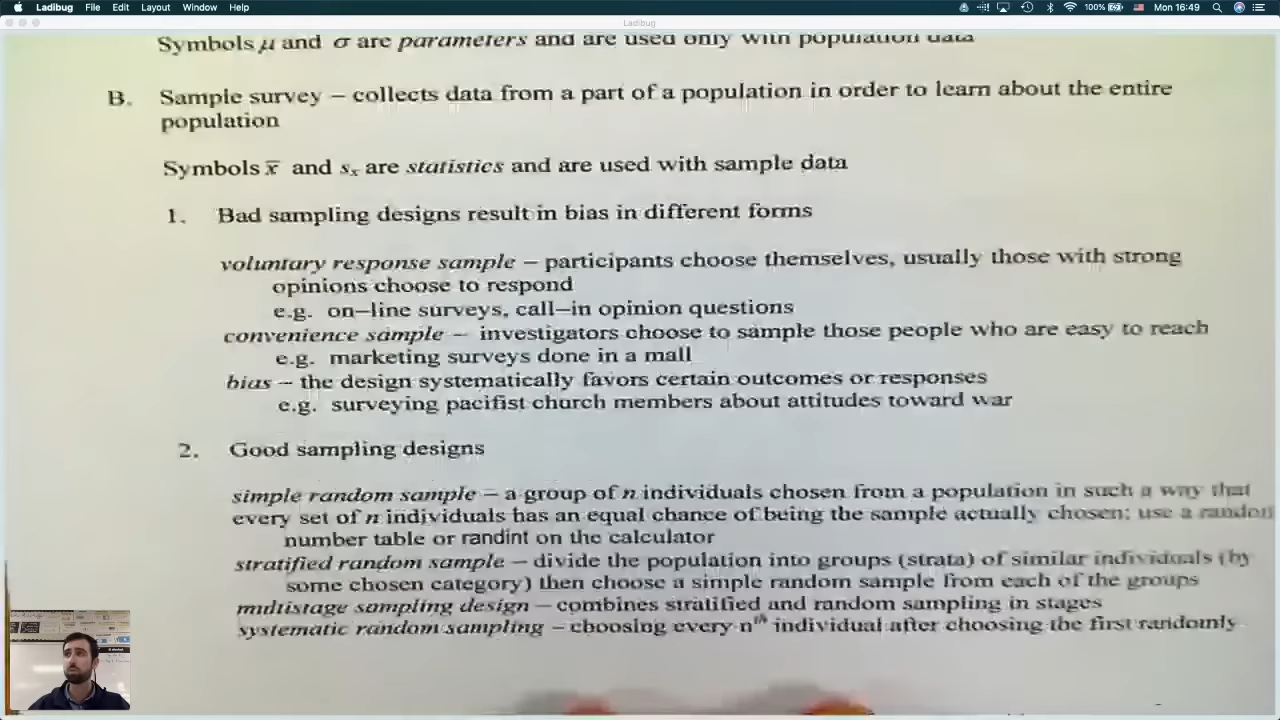 Ladibug File Edit Layout Window Help 100% Mon 16:49
Ladibug
Symbols μ and σ are parameters and are used only with population data
B. Sample survey – collects data from a part of a population in order to learn about the entire
population
Symbols x̅ and sₓ are statistics and are used with sample data
1. Bad sampling designs result in bias in different forms
voluntary response sample – participants choose themselves, usually those with strong
opinions choose to respond
e.g. on–line surveys, call–in opinion questions
convenience sample – investigators choose to sample those people who are easy to reach
e.g. marketing surveys done in a mall
bias – the design systematically favors certain outcomes or responses
e.g. surveying pacifist church members about attitudes toward war
2. Good sampling designs
simple random sample – a group of n individuals chosen from a population in such a way that
every set of n individuals has an equal chance of being the sample actually chosen; use a random
number table or randint on the calculator
stratified random sample – divide the population into groups (strata) of similar individuals (by
some chosen category) then choose a simple random sample from each of the groups
multistage sampling design – combines stratified and random sampling in stages
systematic random sampling – choosing every nᵗʰ individual after choosing the first randomly